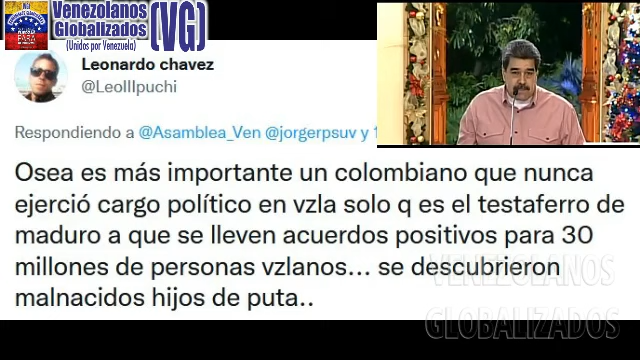 Venezolanos
Globalizados
(Unidos por Venezuela)
(VG)
Leonardo chavez
@LeoIIIpuchi
Respondiendo a @Asamblea_Ven @jorgerpsuv y 1
Osea es más importante un colombiano que nunca
ejerció cargo político en vzla solo q es el testaferro de
maduro a que se lleven acuerdos positivos para 30
millones de personas vzlanos... se descubrieron
malnacidos hijos de puta..
VENEZOLANOS
GLOBALIZADOS